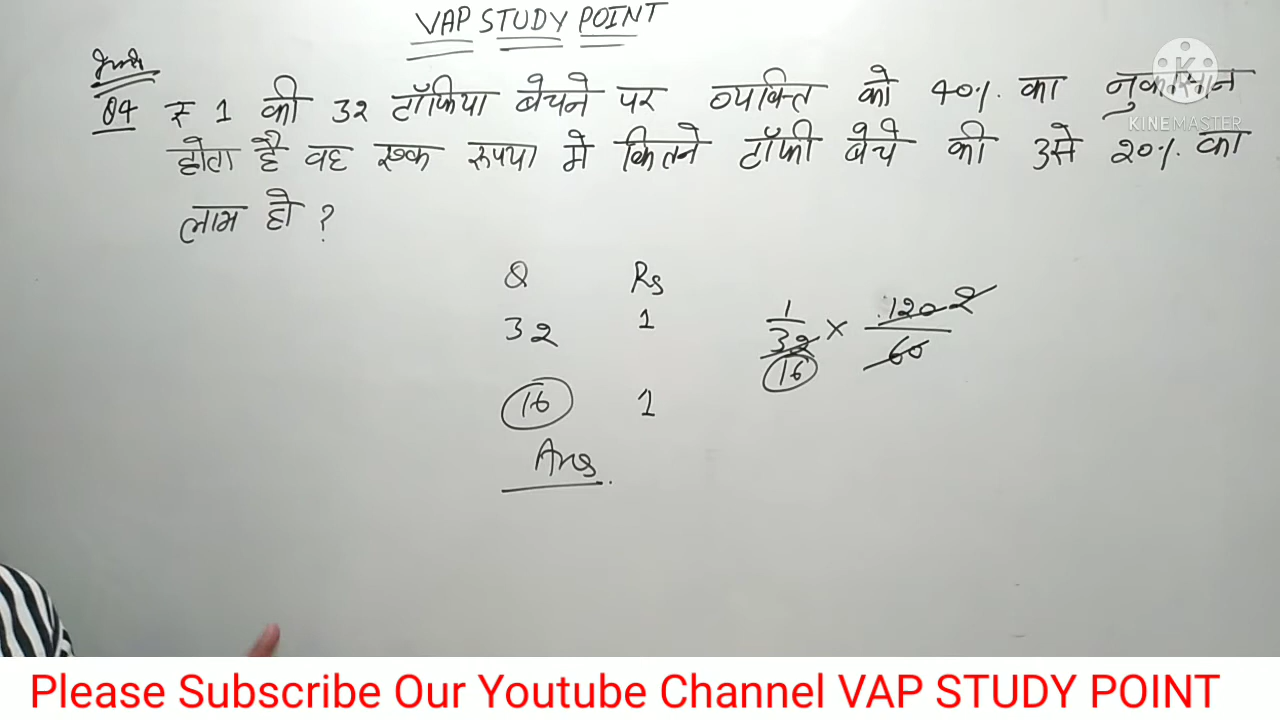 VAP STUDY POINT
Q4 ₹ 1 की 32 टॉफिया बेचने पर व्यक्ति को 40% का नुकसान
होता है वह एक रूपया मे कितने टॉफी बेचे की उसे 20% का
लाभ हो ?
Q Rs
32 1
16 1
Ans
1/32 × 120/60 2
16
KINEMASTER
Please Subscribe Our Youtube Channel VAP STUDY POINT